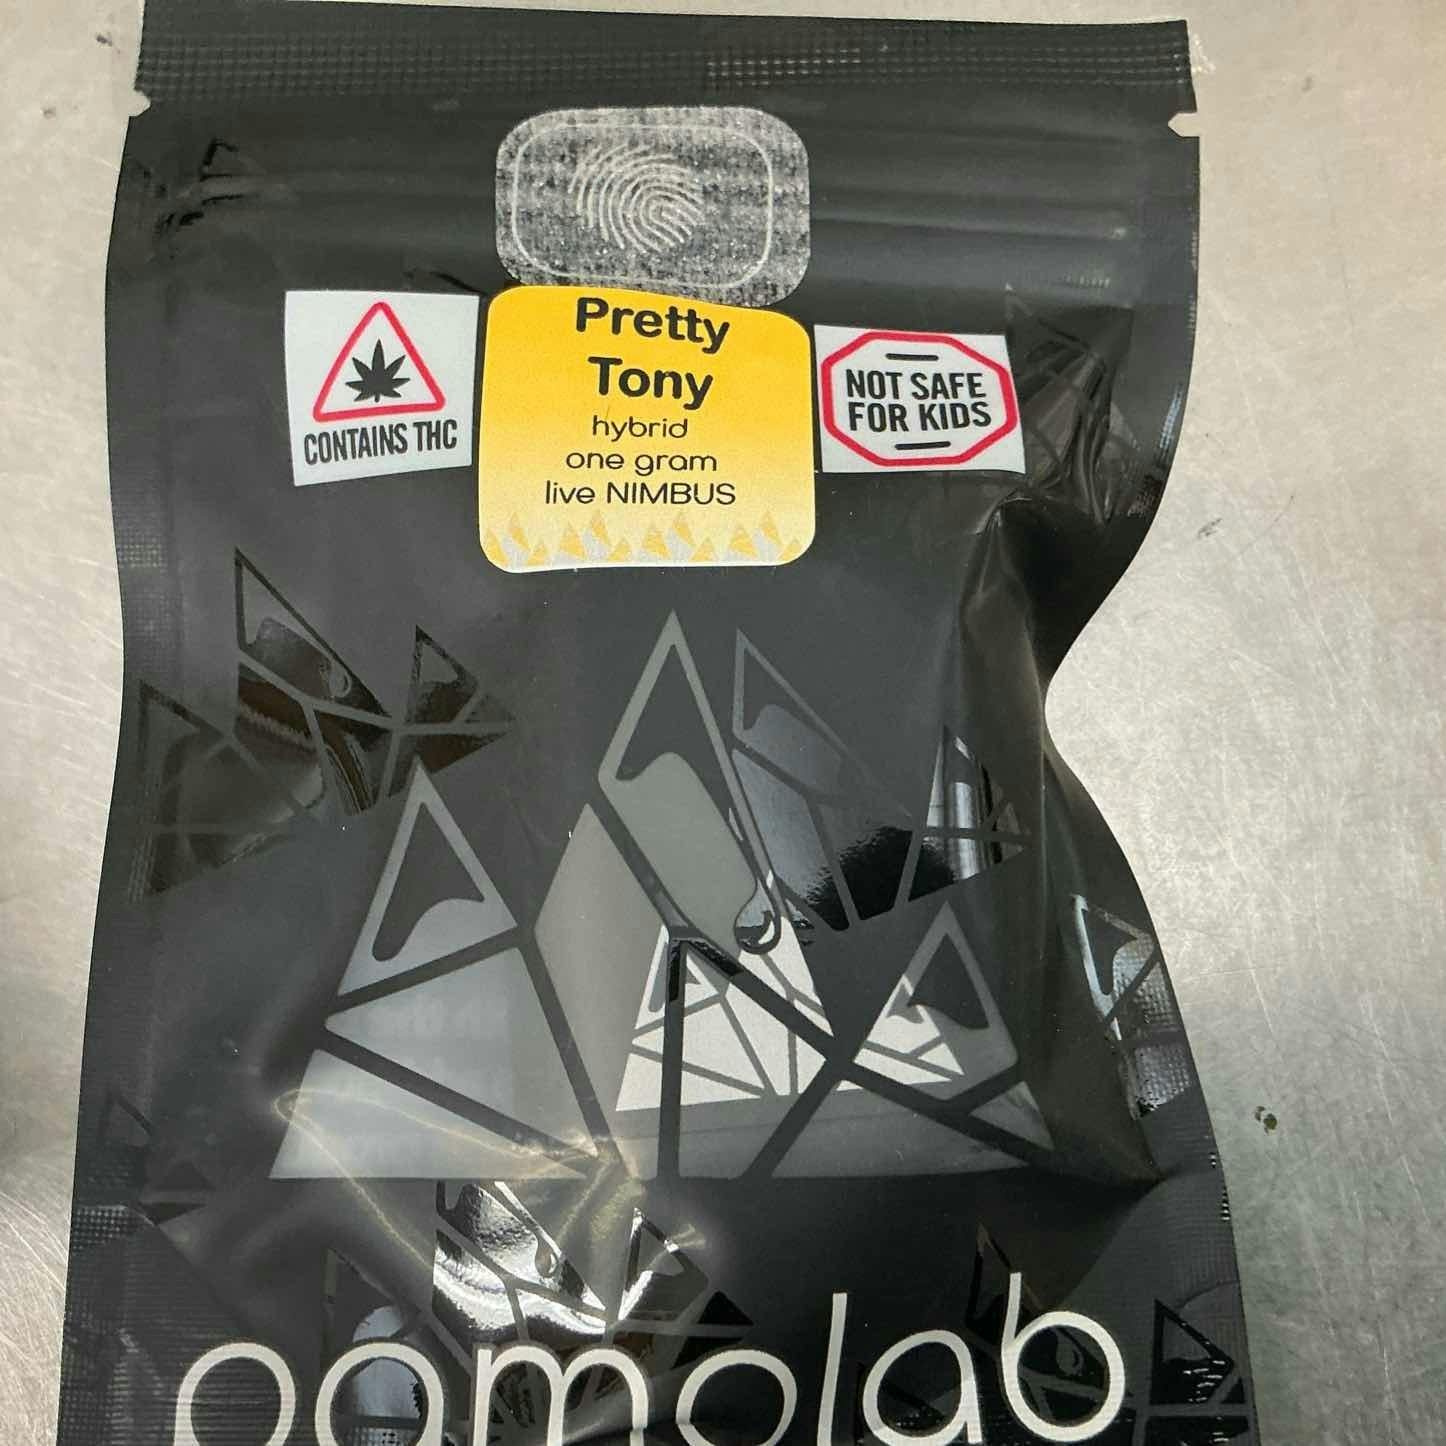 CONTAINS THC
Pretty
Tony
hybrid
one gram
live NIMBUS
NOT SAFE
FOR KIDS
pamolab